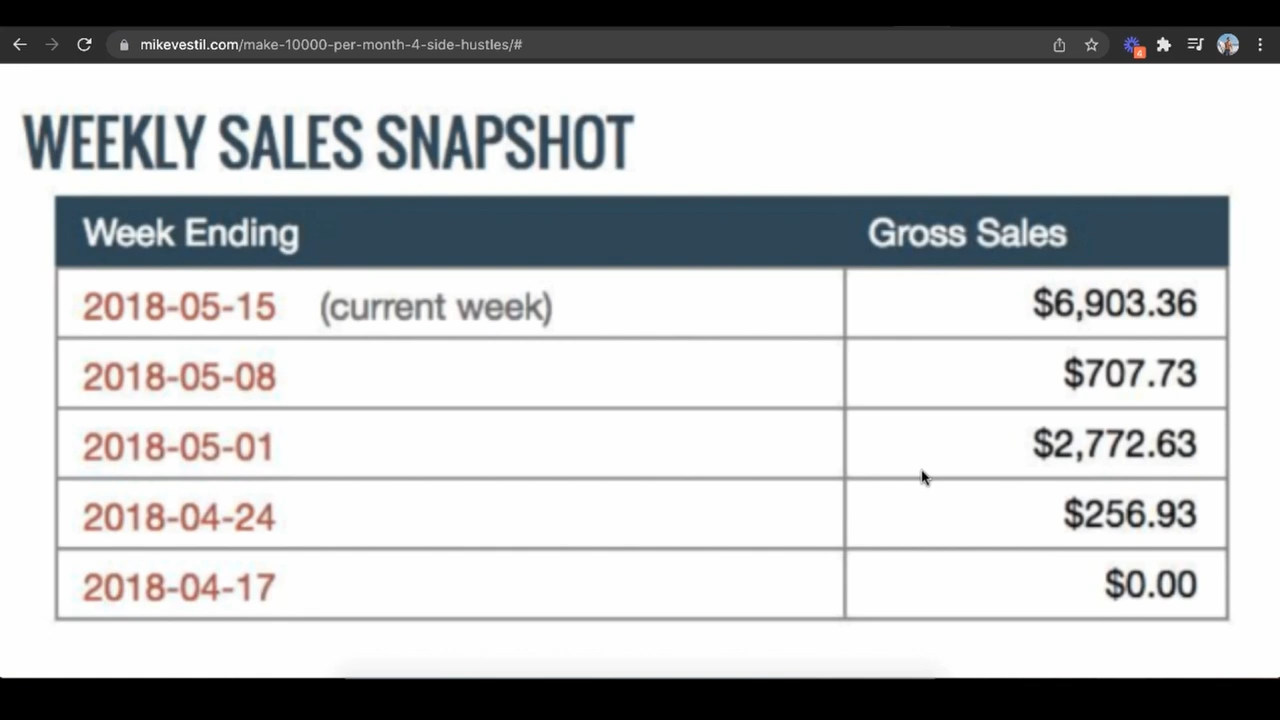 mikevestil.com/make-10000-per-month-4-side-hustles/#
4
WEEKLY SALES SNAPSHOT
Week Ending Gross Sales
2018-05-15 (current week) $6,903.36
2018-05-08 $707.73
2018-05-01 $2,772.63
2018-04-24 $256.93
2018-04-17 $0.00